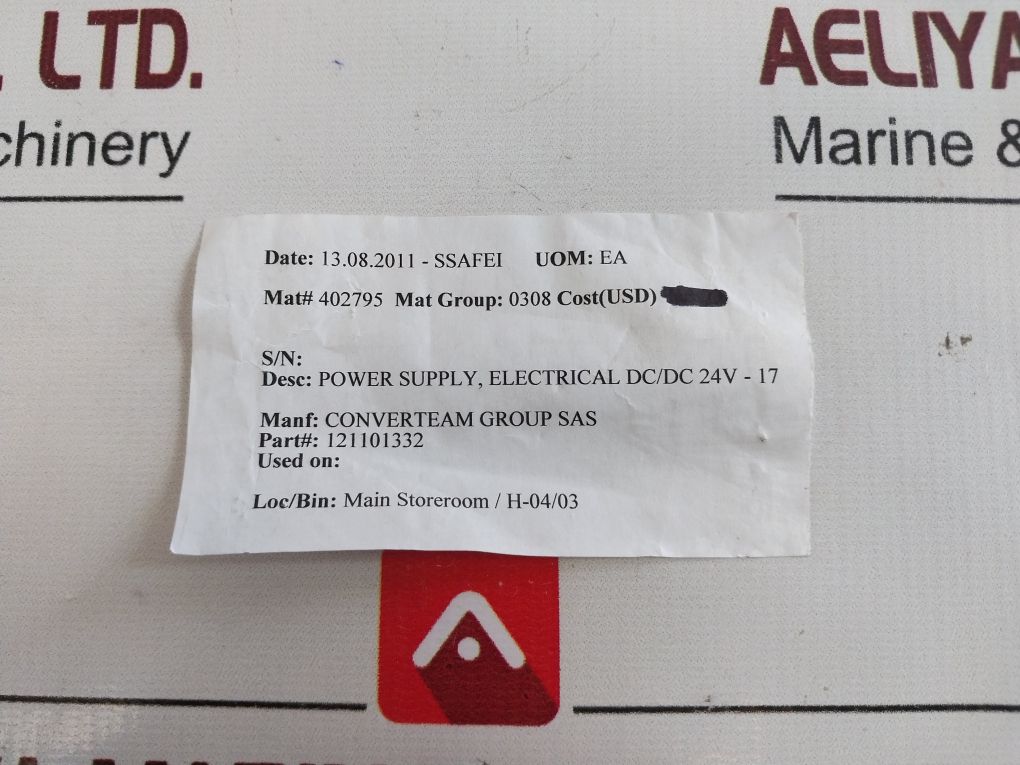 LTD.
AELIYA
chinery
Marine &
Date: 13.08.2011 - SSAFEI UOM: EA
Mat# 402795 Mat Group: 0308 Cost(USD)
S/N:
Desc: POWER SUPPLY, ELECTRICAL DC/DC 24V - 17
Manf: CONVERTEAM GROUP SAS
Part#: 121101332
Used on:
Loc/Bin: Main Storeroom / H-04/03